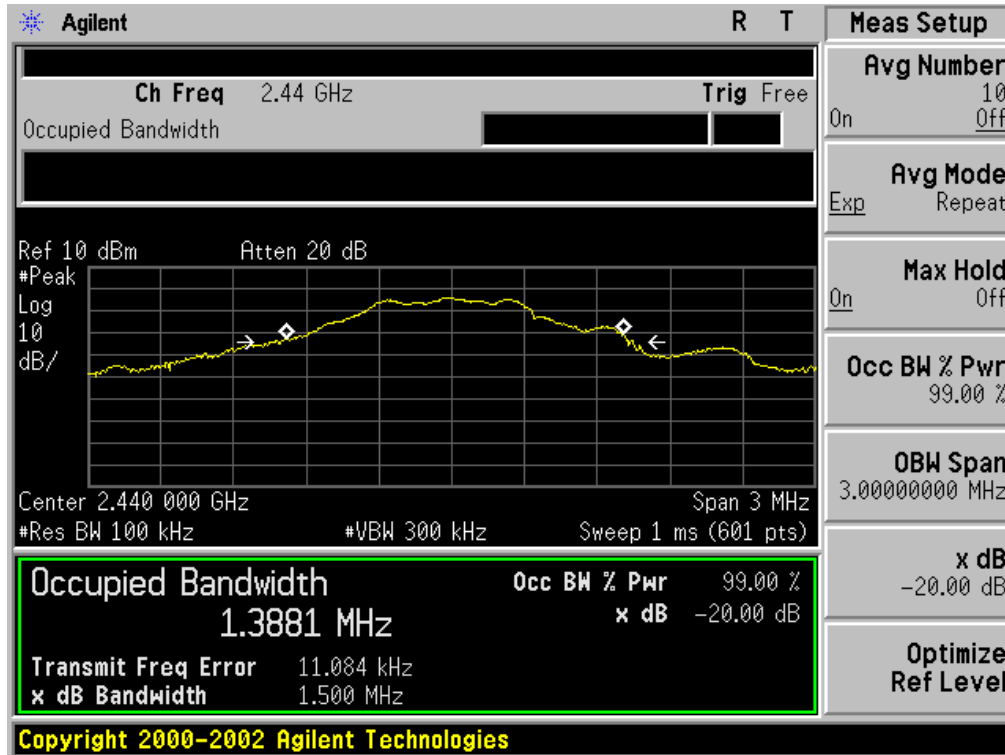 Agilent R T
Ch Freq 2.44 GHz Trig Free
Occupied Bandwidth
Ref 10 dBm Atten 20 dB
#Peak
Log
10
dB/
Center 2.440 000 GHz Span 3 MHz
#Res BW 100 kHz #VBW 300 kHz Sweep 1 ms (601 pts)
Occupied Bandwidth Occ BW % Pwr 99.00 %
1.3881 MHz x dB -20.00 dB
Transmit Freq Error 11.084 kHz
x dB Bandwidth 1.500 MHz
Copyright 2000-2002 Agilent Technologies
Meas Setup
Avg Number
10
On Off
Avg Mode
Exp Repeat
Max Hold
On Off
Occ BW % Pwr
99.00 %
OBW Span
3.00000000 MHz
x dB
-20.00 dB
Optimize
Ref Level